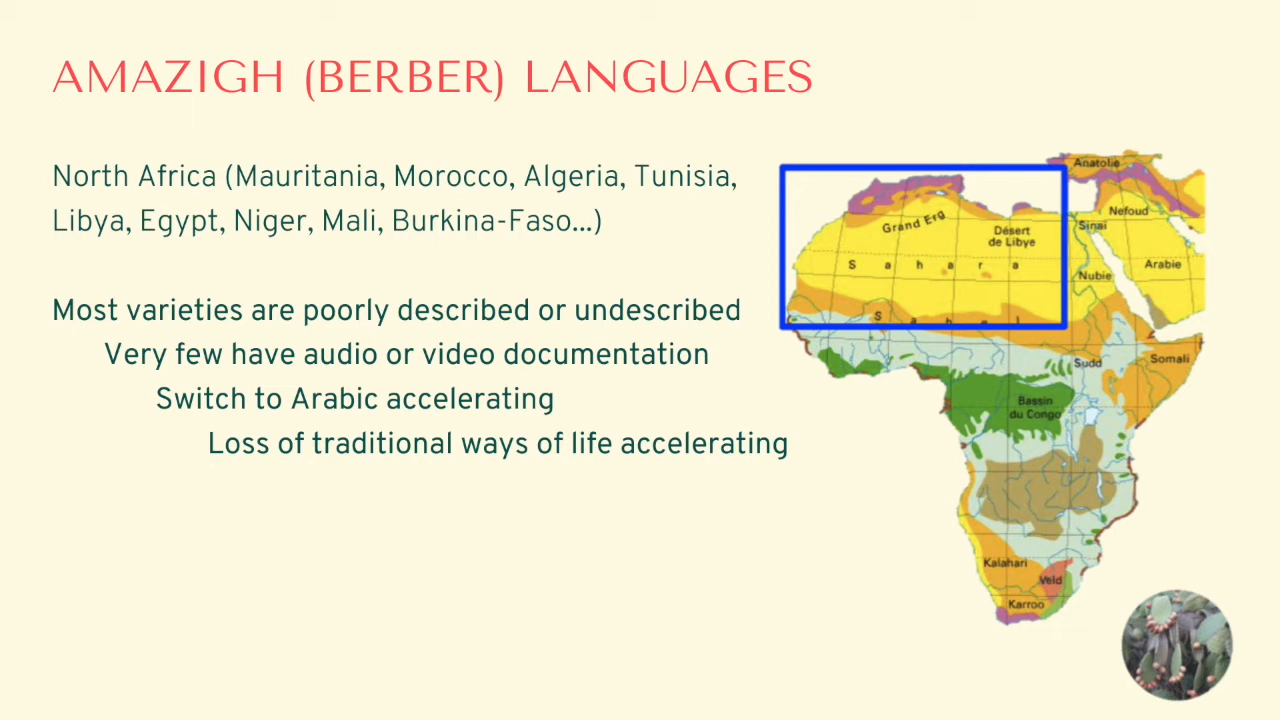 AMAZIGH (BERBER) LANGUAGES
North Africa (Mauritania, Morocco, Algeria, Tunisia,
Libya, Egypt, Niger, Mali, Burkina-Faso...)
Most varieties are poorly described or undescribed
Very few have audio or video documentation
Switch to Arabic accelerating
Loss of traditional ways of life accelerating
Anatolie
Grand Erg
Désert
de Libye
Nefoud
Sinaï
Sahara
Arabie
Nubie
Sahel
Sudd
Somali
Bassin
du Congo
Kalahari
Veld
Karroo